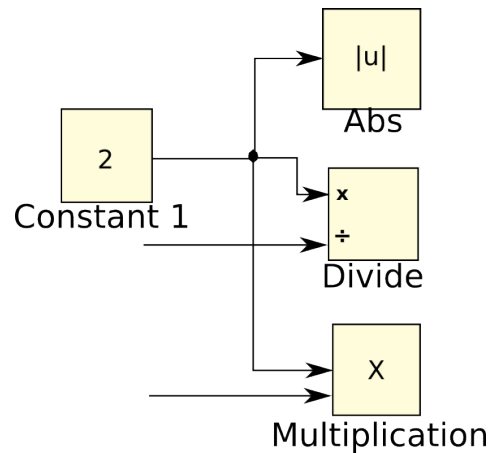 |u|
Abs
2
Constant 1
x
÷
Divide
X
Multiplication